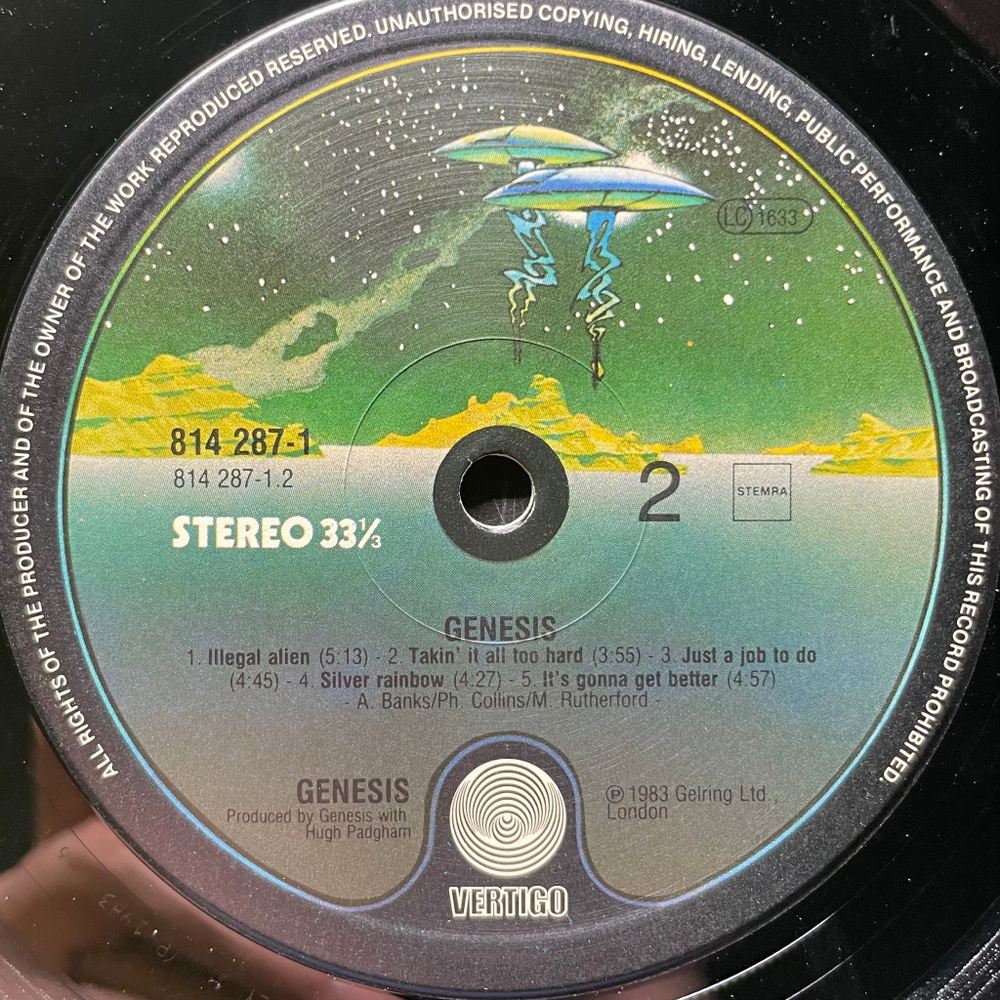 ALL RIGHTS OF THE PRODUCER AND OF THE OWNER OF THE WORK REPRODUCED RESERVED. UNAUTHORISED COPYING, HIRING, LENDING, PUBLIC PERFORMANCE AND BROADCASTING OF THIS RECORD PROHIBITED.
LC 1633
814 287-1
814 287-1.2
STEREO 33⅓
2
STEMRA
GENESIS
1. Illegal alien (5:13) - 2. Takin' it all too hard (3:55) - 3. Just a job to do
(4:45) - 4. Silver rainbow (4:27) - 5. It's gonna get better (4:57)
- A. Banks/Ph. Collins/M. Rutherford -
GENESIS
Produced by Genesis with
Hugh Padgham
℗ 1983 Gelring Ltd.,
London
VERTIGO